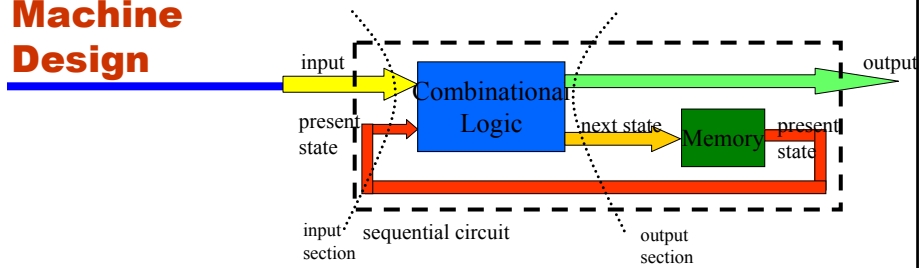 Machine
Design
input
output
Combinational
Logic
present
state
next state
Memory
present
state
input
section
sequential circuit
output
section